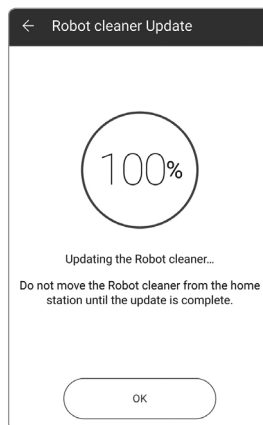 ← Robot cleaner Update
100%
Updating the Robot cleaner...
Do not move the Robot cleaner from the home
station until the update is complete.
OK